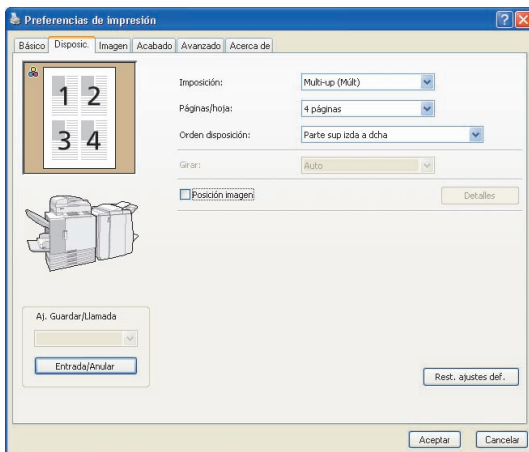 Preferencias de impresión
Básico Disposic. Imagen Acabado Avanzado Acerca de
1 2
3 4
Imposición: Multi-up (Múlt)
Páginas/hoja: 4 páginas
Orden disposición: Parte sup izda a dcha
Girar: Auto
Posición imagen Detalles
Aj. Guardar/Llamada
Entrada/Anular
Rest. ajustes def.
Aceptar Cancelar